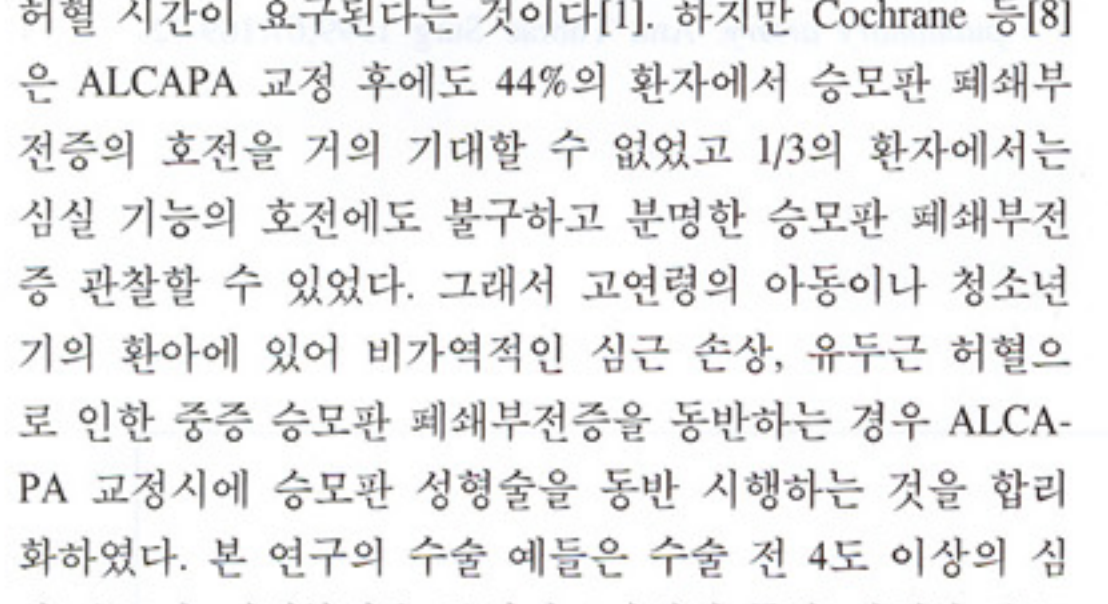 허혈 시간이 요구된다는 것이다[1]. 하지만 Cochrane 등[8]
은 ALCAPA 교정 후에도 44%의 환자에서 승모판 폐쇄부
전증의 호전을 거의 기대할 수 없었고 1/3의 환자에서는
심실 기능의 호전에도 불구하고 분명한 승모판 폐쇄부전
증 관찰할 수 있었다. 그래서 고연령의 아동이나 청소년
기의 환아에 있어 비가역적인 심근 손상, 유두근 허혈으
로 인한 중증 승모판 폐쇄부전증을 동반하는 경우 ALCA-
PA 교정시에 승모판 성형술을 동반 시행하는 것을 합리
화하였다. 본 연구의 수술 예들은 수술 전 4도 이상의 심